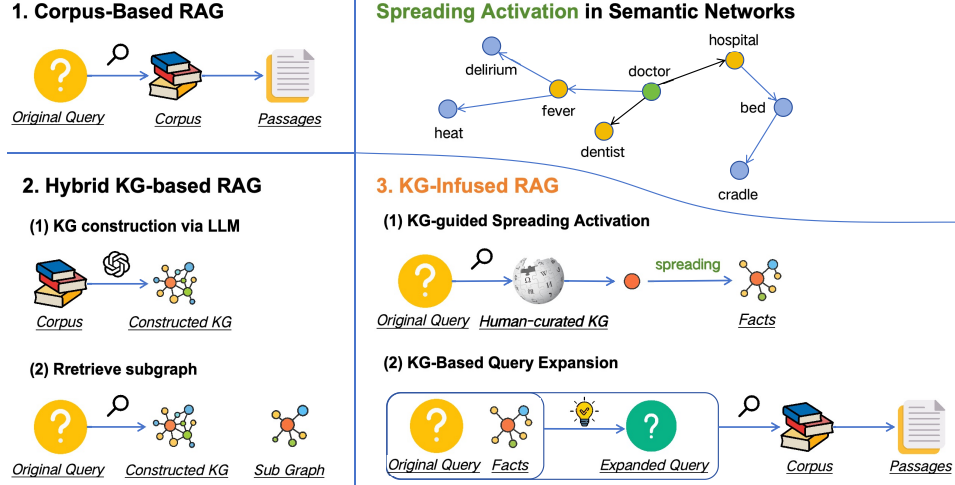 1. Corpus-Based RAG
Original Query
Corpus
Passages
Spreading Activation in Semantic Networks
delirium
heat
fever
doctor
dentist
hospital
bed
cradle
2. Hybrid KG-based RAG
(1) KG construction via LLM
Corpus
Constructed KG
(2) Rretrieve subgraph
Original Query
Constructed KG
Sub Graph
3. KG-Infused RAG
(1) KG-guided Spreading Activation
Original Query
Human-curated KG
spreading
Facts
(2) KG-Based Query Expansion
Original Query
Facts
Expanded Query
Corpus
Passages